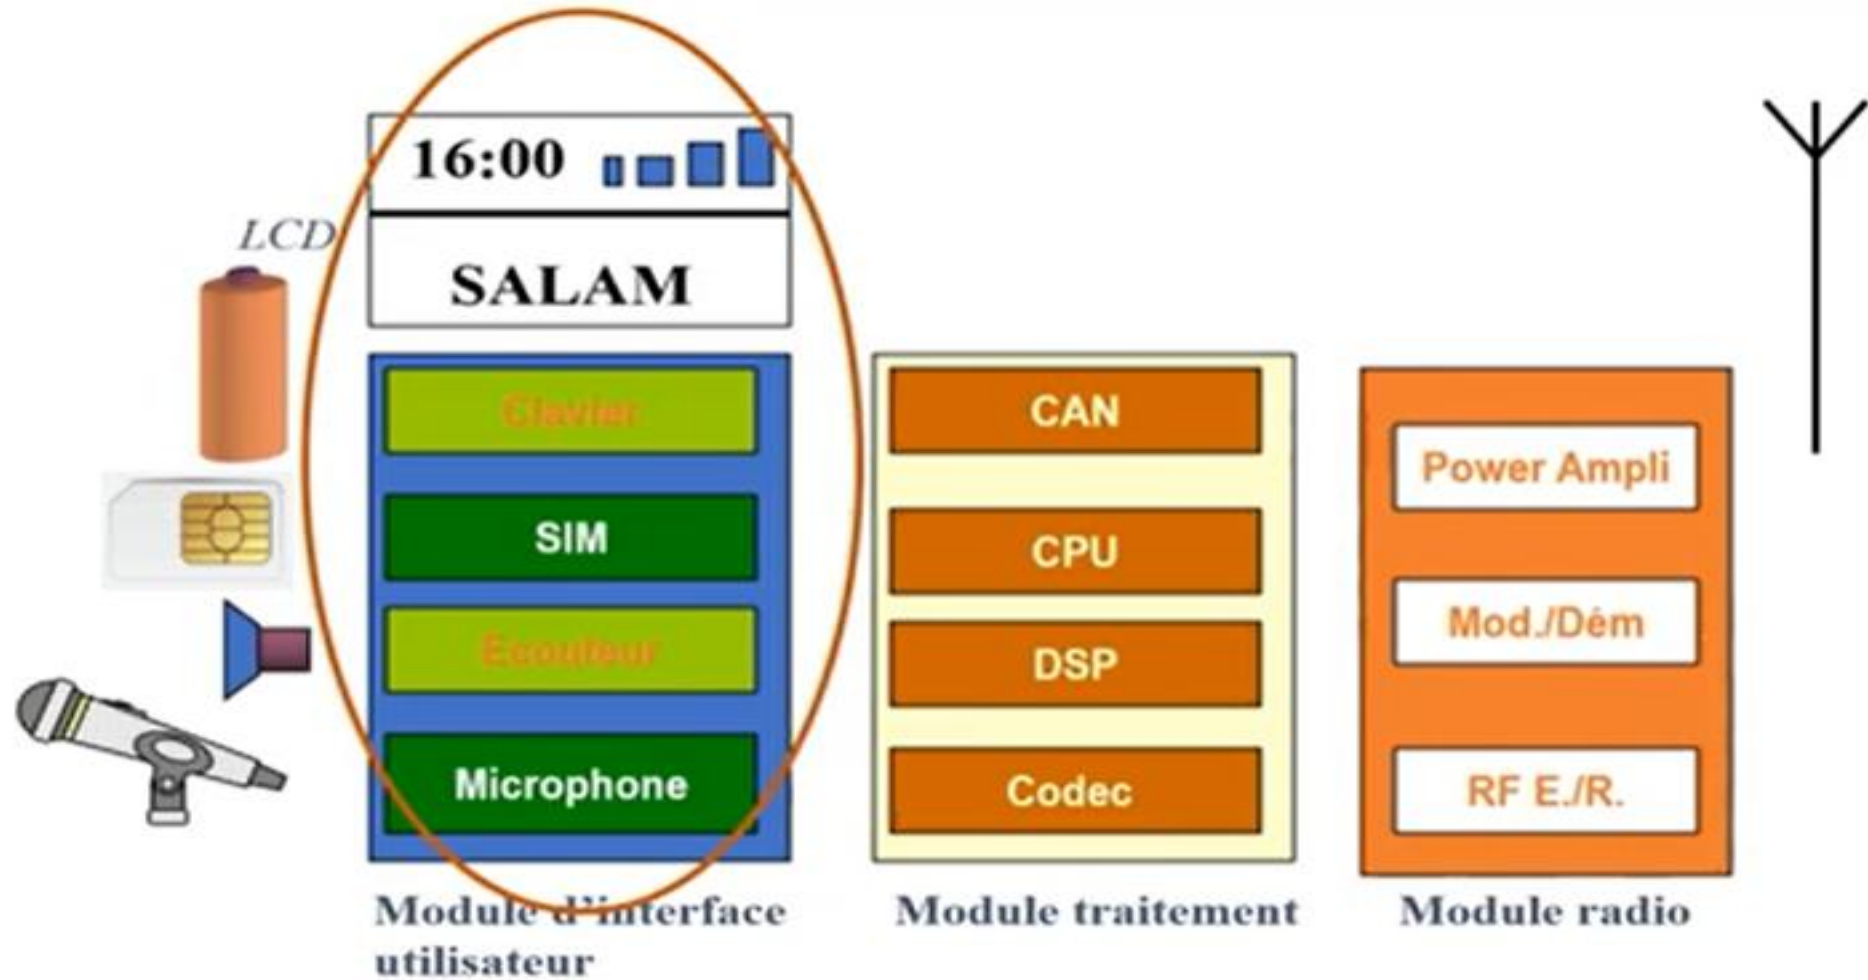 16:00
LCD
SALAM
Clavier
SIM
Ecouteur
Microphone
Module d'interface
utilisateur
CAN
CPU
DSP
Codec
Module traitement
Power Ampli
Mod./Dém
RF E./R.
Module radio